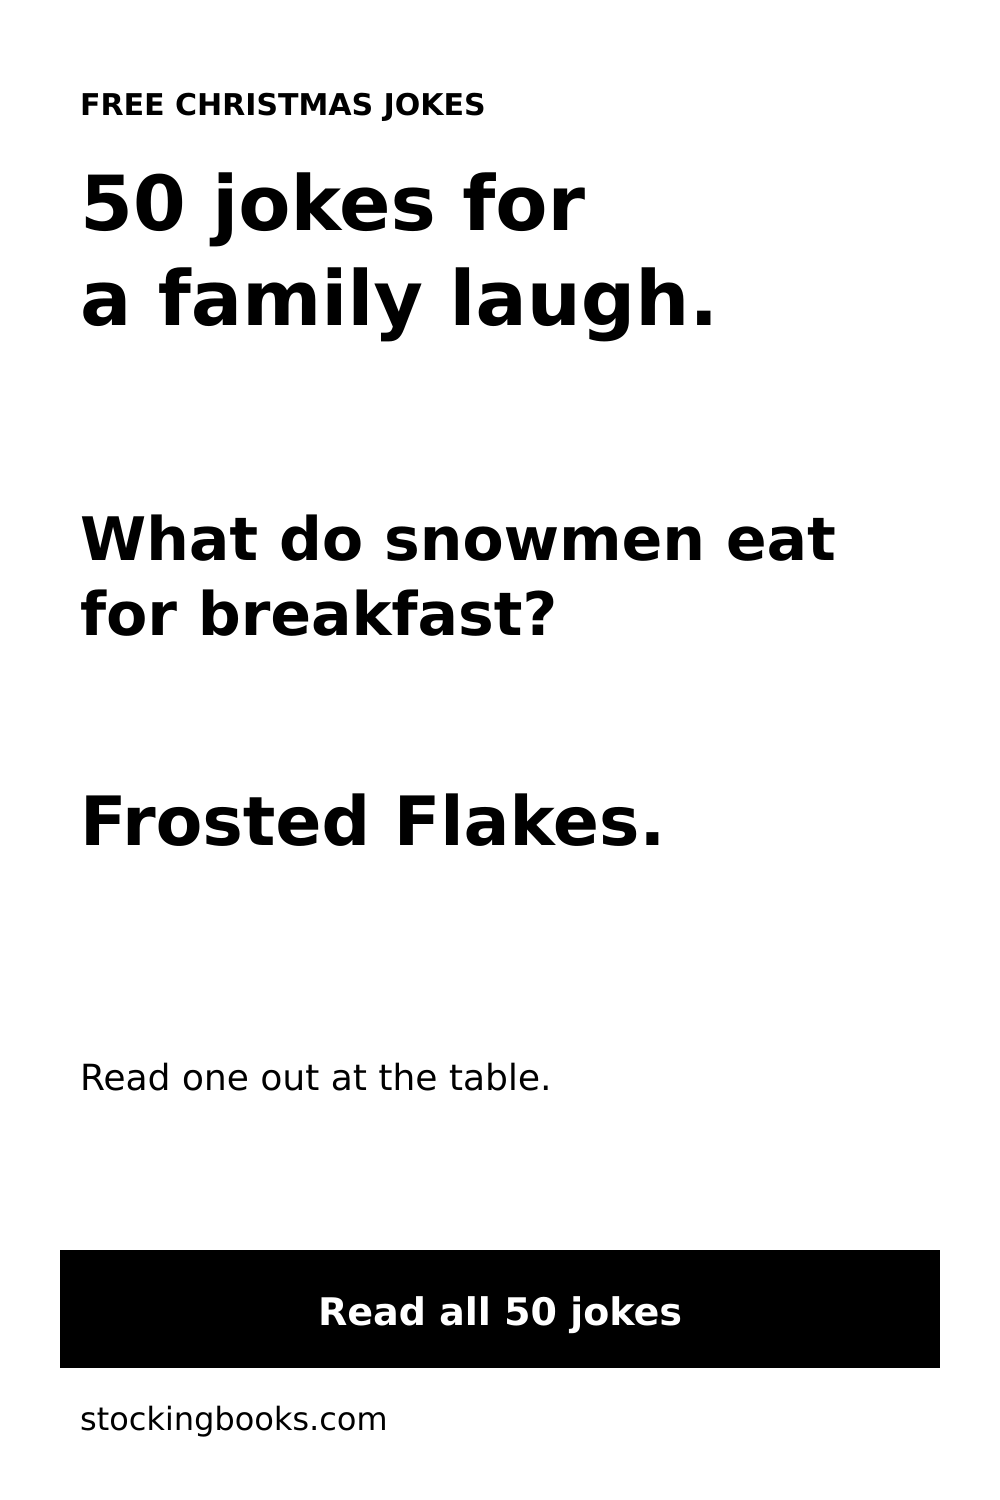 FREE CHRISTMAS JOKES
50 jokes for
a family laugh.
What do snowmen eat
for breakfast?
Frosted Flakes.
Read one out at the table.
Read all 50 jokes
stockingbooks.com